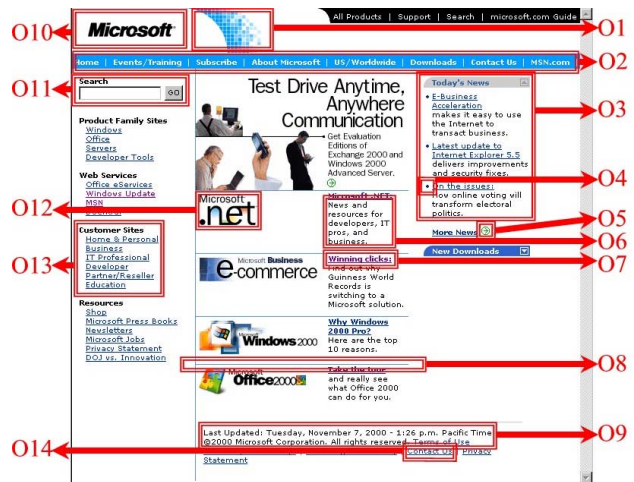 O10
Microsoft
All Products | Support | Search | microsoft.com Guide
O1
Home | Events/Training | Subscribe | About Microsoft | US/Worldwide | Downloads | Contact Us | MSN.com
O2
O11
Search
GO
Product Family Sites
Windows
Office
Servers
Developer Tools
Web Services
Office eServices
Windows Update
MSN
O12
Customer Sites
Home & Personal
Business
IT Professional
Developer
Partner/Reseller
Education
O13
Resources
Shop
Microsoft Press Books
Newsletters
Microsoft Jobs
Privacy Statement
DOJ vs. Innovation
Test Drive Anytime,
Anywhere
Communication
Get Evaluation
Editions of
Exchange 2000 and
Windows 2000
Advanced Server.
Microsoft
.net
Microsoft .NET:
News and
resources for
developers, IT
pros, and
business.
Microsoft Business
e-commerce
Winning clicks:
Find out why
Guinness World
Records is
switching to a
Microsoft solution.
Microsoft
Windows 2000
Why Windows
2000 Pro?
Here are the top
10 reasons.
Microsoft
Office2000
Take the tour
and really see
what Office 2000
can do for you.
Today's News
• E-Business
Acceleration
makes it easy to use
the Internet to
transact business.
• Latest update to
Internet Explorer 5.5
delivers improvements
and security fixes.
• On the issues:
How online voting will
transform electoral
politics.
More News
New Downloads
O3
O4
O5
O6
O7
O8
Last Updated: Tuesday, November 7, 2000 - 1:26 p.m. Pacific Time
©2000 Microsoft Corporation. All rights reserved. Terms of Use
O9
O14
Contact Us | Privacy
Statement